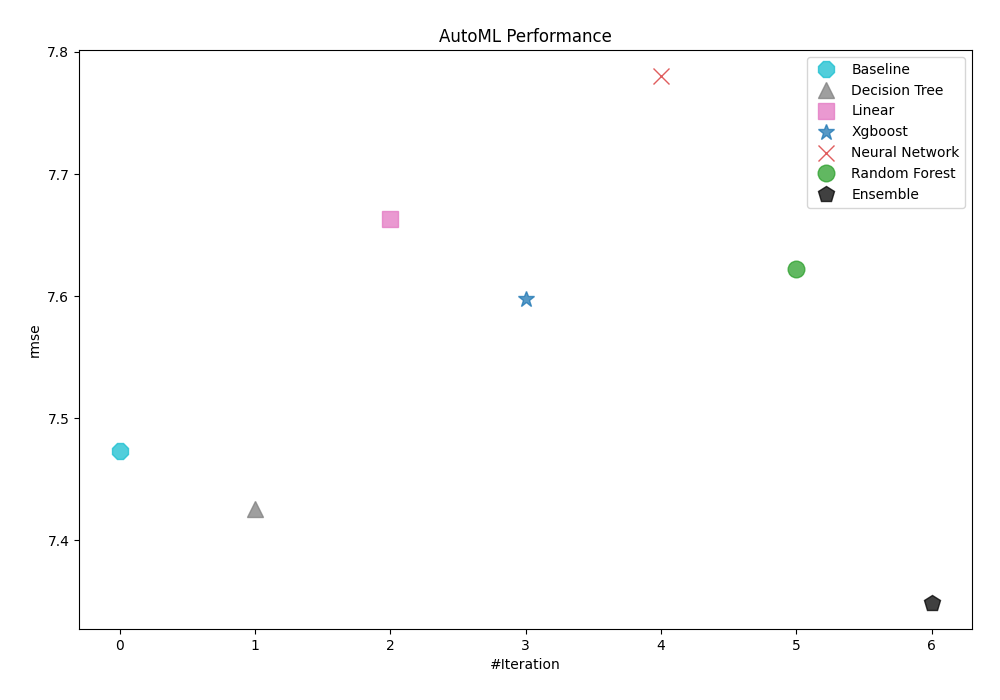 AutoML Performance
7.8
7.7
7.6
7.5
7.4
rmse
0 1 2 3 4 5 6
#Iteration
Baseline
Decision Tree
Linear
Xgboost
Neural Network
Random Forest
Ensemble